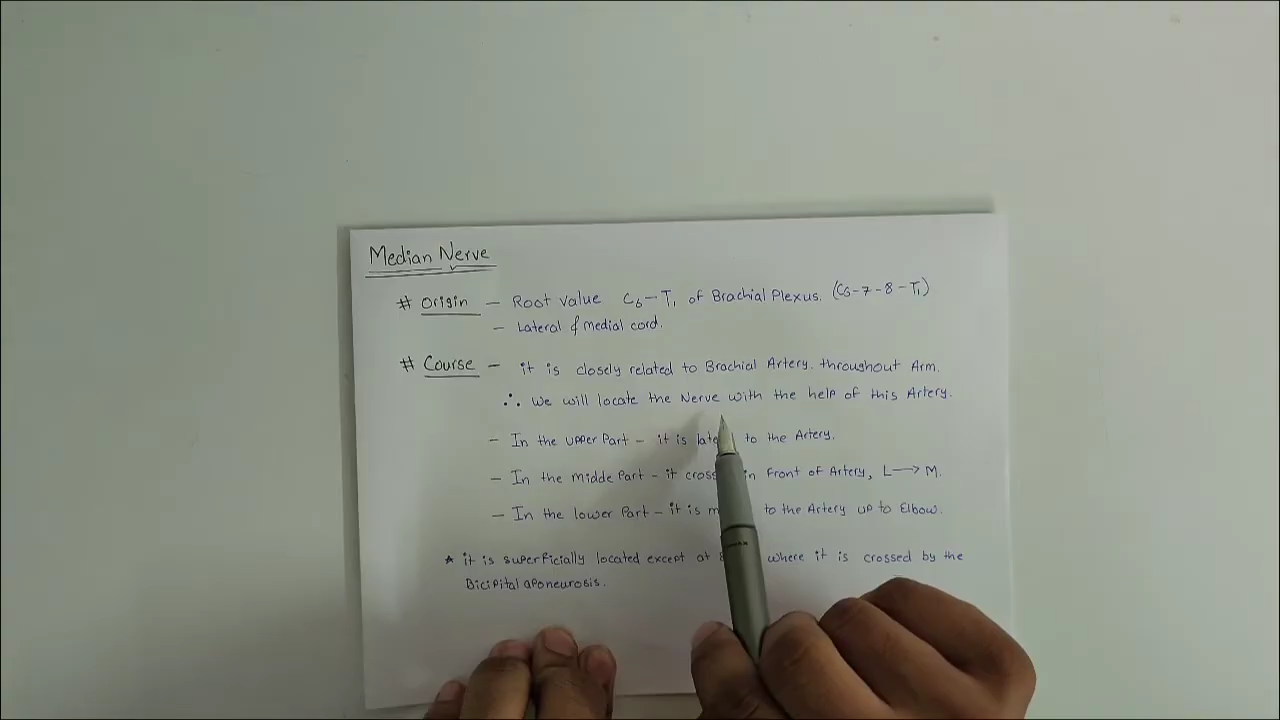 Median Nerve
# Origin – Root value C6 – T1 of Brachial Plexus. (C6-7-8-T1)
– Lateral & medial cord.
# Course – it is closely related to Brachial Artery. throughout Arm.
∴ We will locate the Nerve with the help of this Artery.
– In the upper Part – it is to the Artery.
– In the midde Part – it in front of Artery, L → M.
– In the lower Part – it is to the Artery up to Elbow.
* it is superficially located except at where it is crossed by the
Bicipital aponeurosis.